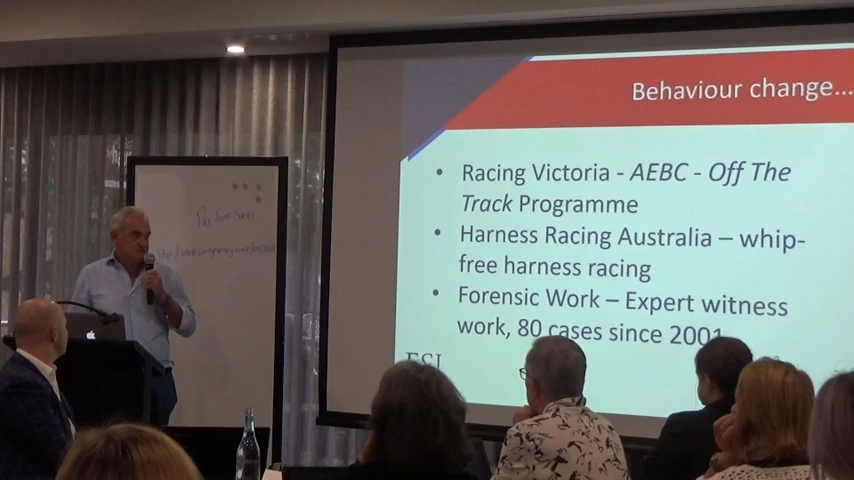 Behaviour change...
• Racing Victoria - AEBC - Off The
Track Programme
• Harness Racing Australia – whip-
free harness racing
• Forensic Work – Expert witness
work, 80 cases since 2001